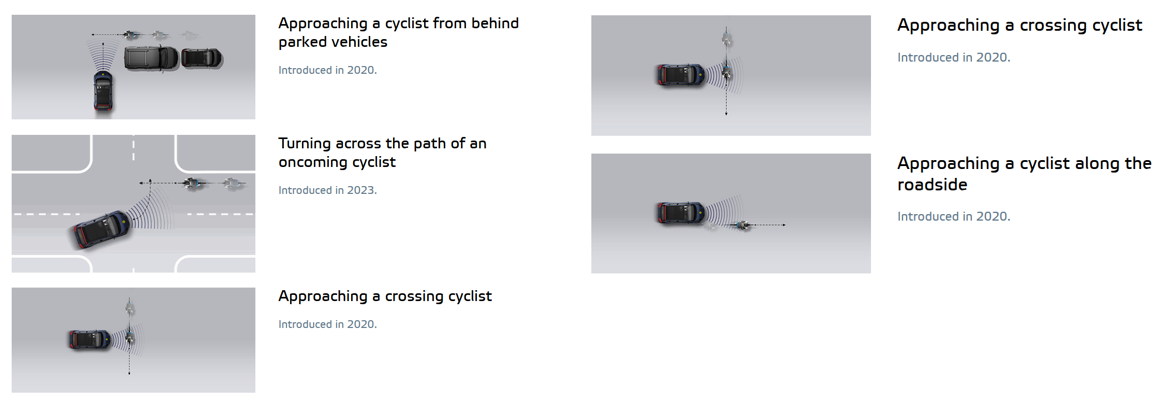 Approaching a cyclist from behind
parked vehicles
Introduced in 2020.
Turning across the path of an
oncoming cyclist
Introduced in 2023.
Approaching a crossing cyclist
Introduced in 2020.
Approaching a crossing cyclist
Introduced in 2020.
Approaching a cyclist along the
roadside
Introduced in 2020.